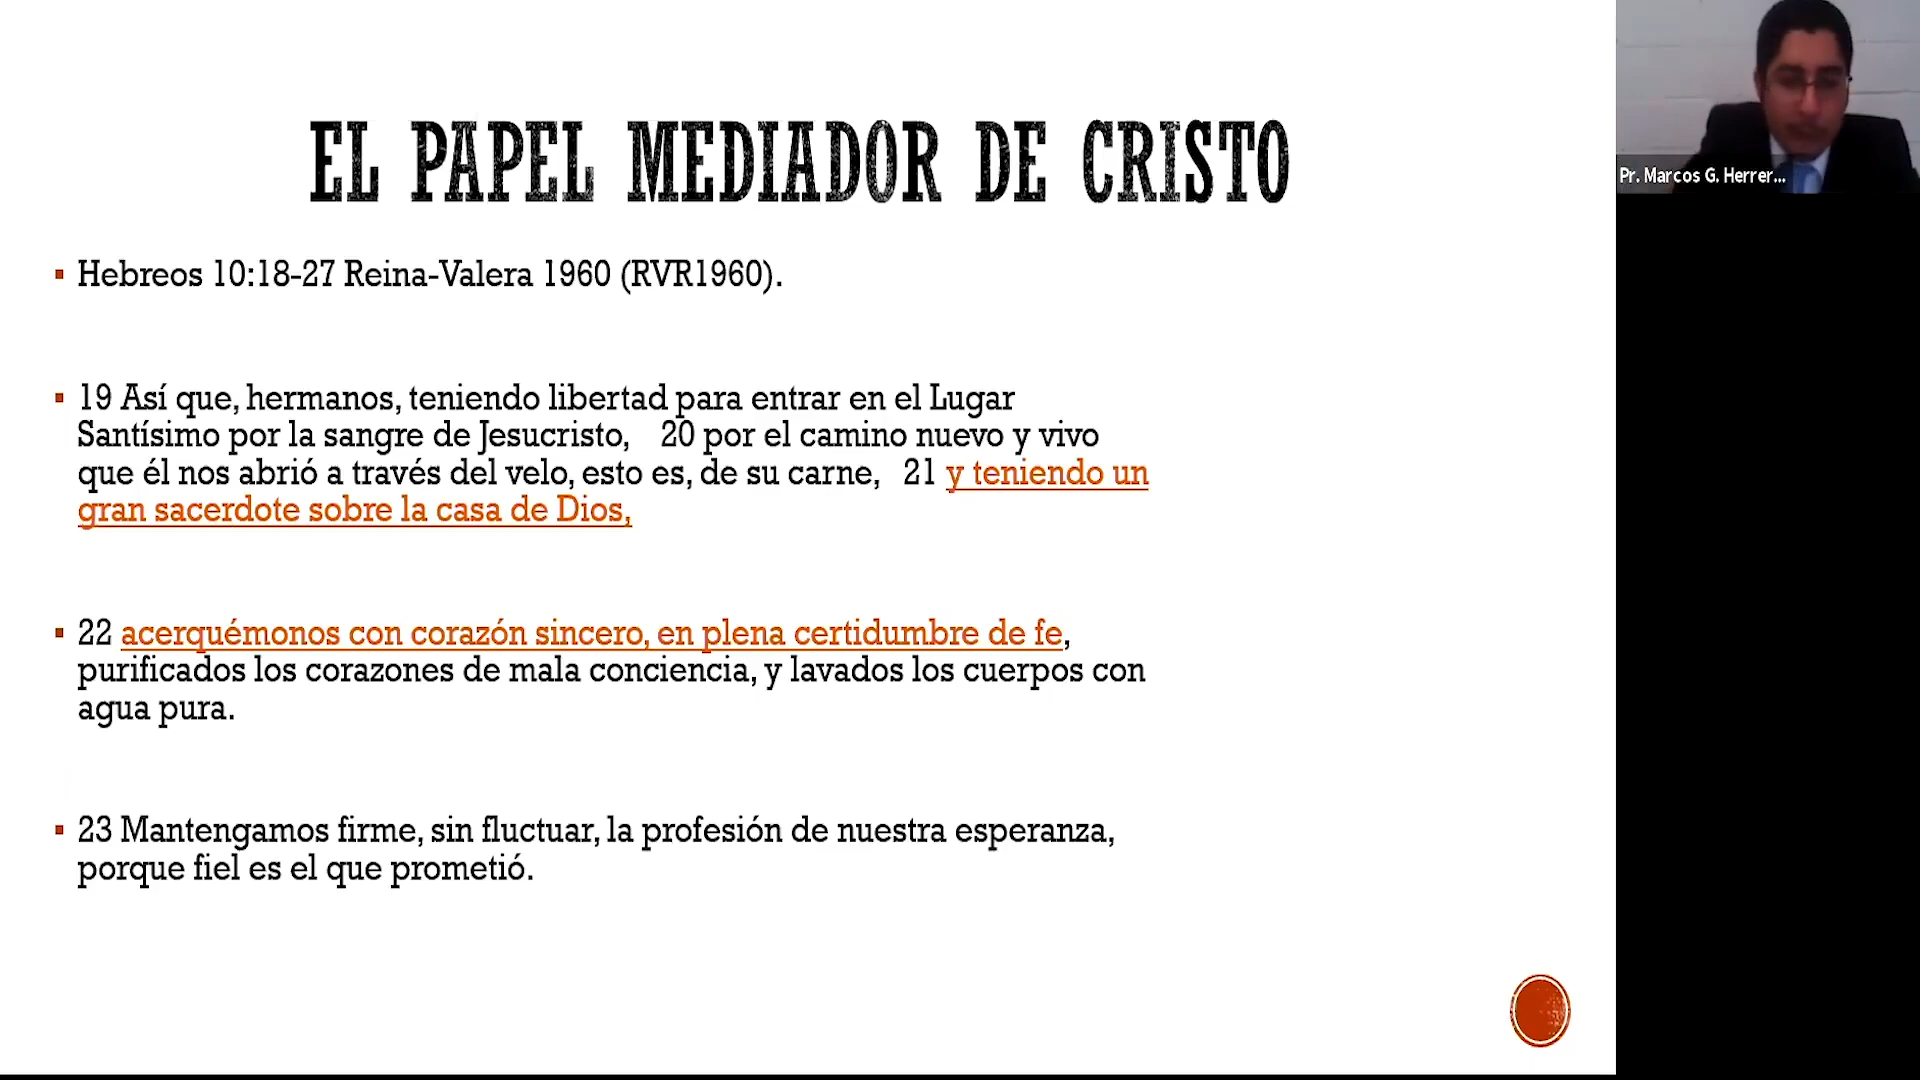 EL PAPEL MEDIADOR DE CRISTO
Hebreos 10:18-27 Reina-Valera 1960 (RVR1960).
19 Así que, hermanos, teniendo libertad para entrar en el Lugar
Santísimo por la sangre de Jesucristo, 20 por el camino nuevo y vivo
que él nos abrió a través del velo, esto es, de su carne, 21 y teniendo un
gran sacerdote sobre la casa de Dios,
22 acerquémonos con corazón sincero, en plena certidumbre de fe,
purificados los corazones de mala conciencia, y lavados los cuerpos con
agua pura.
23 Mantengamos firme, sin fluctuar, la profesión de nuestra esperanza,
porque fiel es el que prometió.
Pr. Marcos G. Herrer...